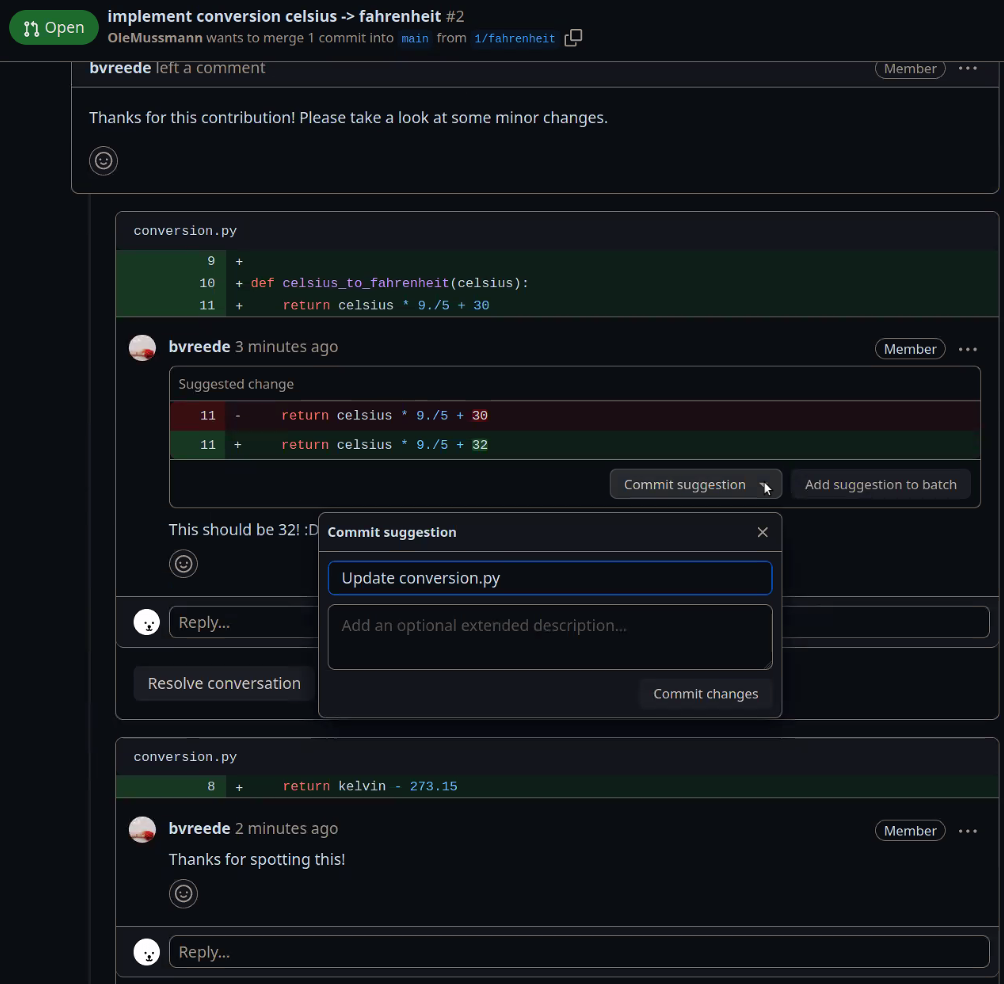 Open
implement conversion celsius -> fahrenheit #2
OleMussmann wants to merge 1 commit into main from 1/fahrenheit
bvreede left a comment
Member
Thanks for this contribution! Please take a look at some minor changes.
conversion.py
9 +
10 + def celsius_to_fahrenheit(celsius):
11 + return celsius * 9./5 + 30
bvreede 3 minutes ago
Member
Suggested change
11 - return celsius * 9./5 + 30
11 + return celsius * 9./5 + 32
Commit suggestion
Add suggestion to batch
This should be 32! :D
Commit suggestion
Update conversion.py
Add an optional extended description...
Commit changes
Reply...
Resolve conversation
conversion.py
8 + return kelvin - 273.15
bvreede 2 minutes ago
Member
Thanks for spotting this!
Reply...